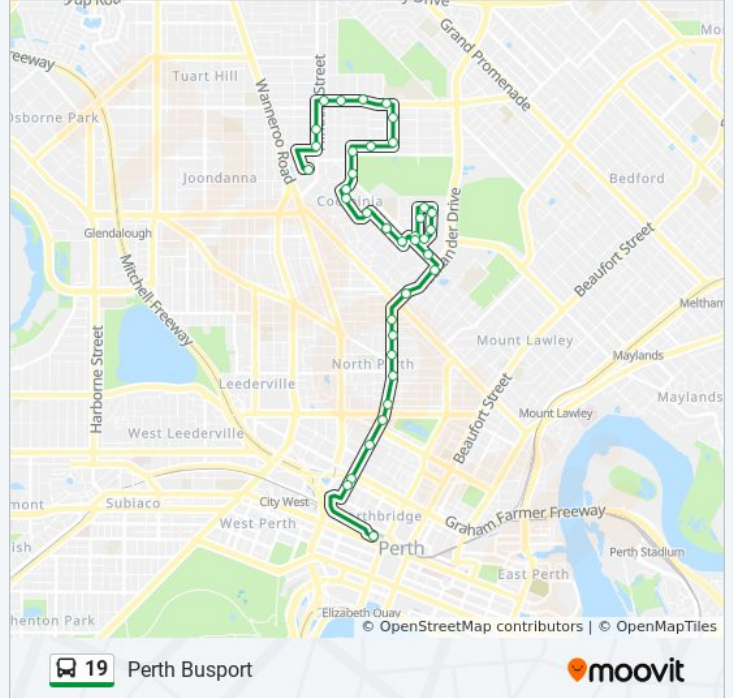 Tuart Hill
Grand Promenade
Wanneroo Road
Street
Osborne Park
Joondanna
Bedford
Glendalough
Beaufort Street
Mitchell Freeway
Harborne Street
Mount Lawley
Maylands
North Perth
Leederville
Beaufort Street
Maylands
Mount Lawley
West Leederville
City West
Subiaco
West Perth
Graham Farmer Freeway
Perth
Perth Stadium
East Perth
Elizabeth Quay
© OpenStreetMap contributors | © OpenMapTiles
19 Perth Busport
moovit